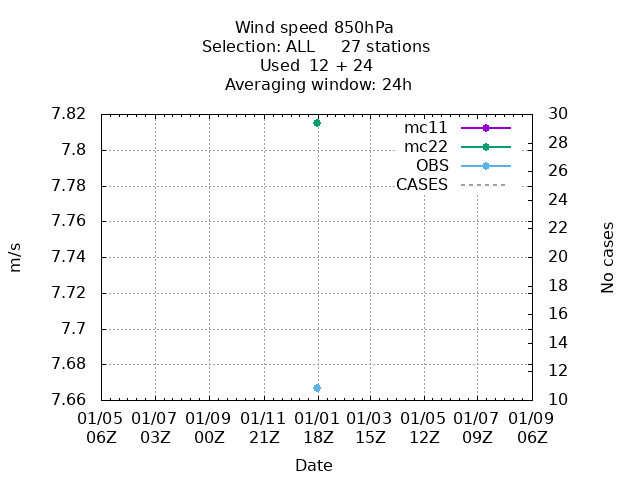 Wind speed 850hPa
Selection: ALL 27 stations
Used 12 + 24
Averaging window: 24h
7.82
7.8
7.78
7.76
7.74
7.72
7.7
7.68
7.66
m/s
30
28
26
24
22
20
18
16
14
12
10
No cases
mc11
mc22
OBS
CASES
01/05 01/07 01/09 01/11 01/01 01/03 01/05 01/07 01/09
06Z 03Z 00Z 21Z 18Z 15Z 12Z 09Z 06Z
Date